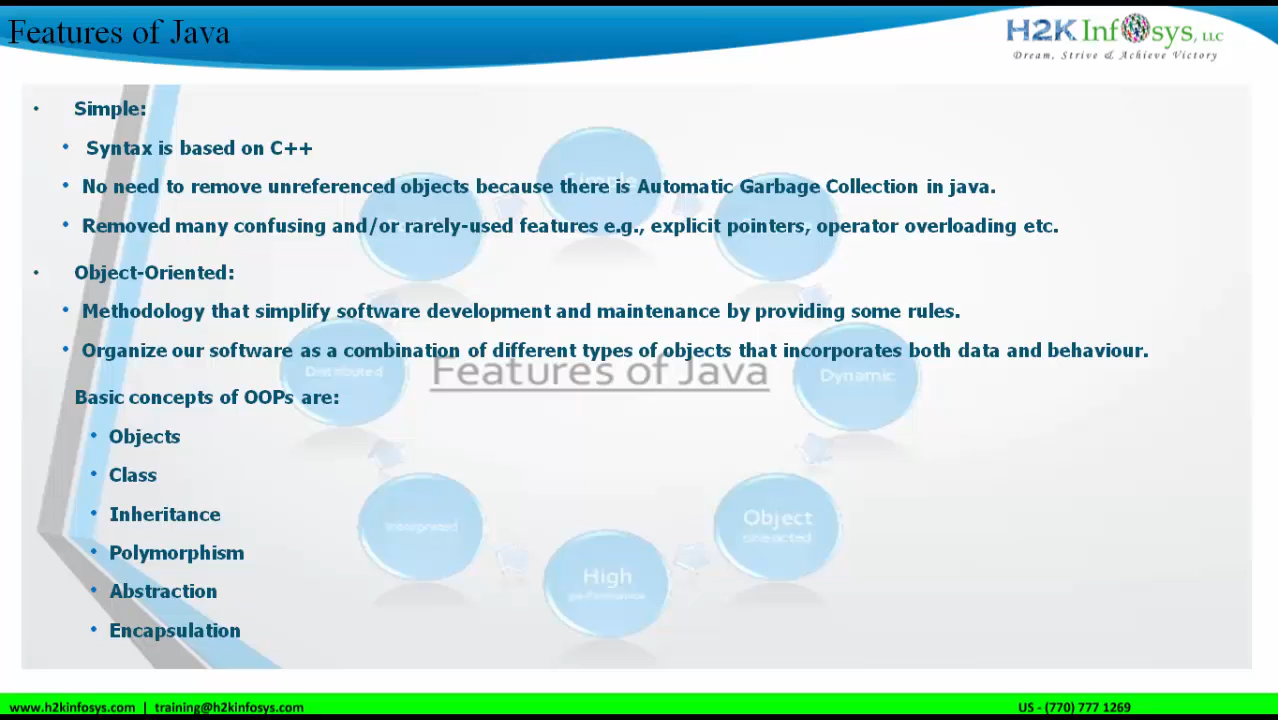 Features of Java
H2K Infosys, LLC
Dream, Strive & Achieve Victory
• Simple:
• Syntax is based on C++
• No need to remove unreferenced objects because there is Automatic Garbage Collection in java.
• Removed many confusing and/or rarely-used features e.g., explicit pointers, operator overloading etc.
• Object-Oriented:
• Methodology that simplify software development and maintenance by providing some rules.
• Organize our software as a combination of different types of objects that incorporates both data and behaviour.
Basic concepts of OOPs are:
• Objects
• Class
• Inheritance
• Polymorphism
• Abstraction
• Encapsulation
Simple
Distributed
Features of Java
Dynamic
Interpreted
Object
High
www.h2kinfosys.com | training@h2kinfosys.com
US - (770) 777 1269